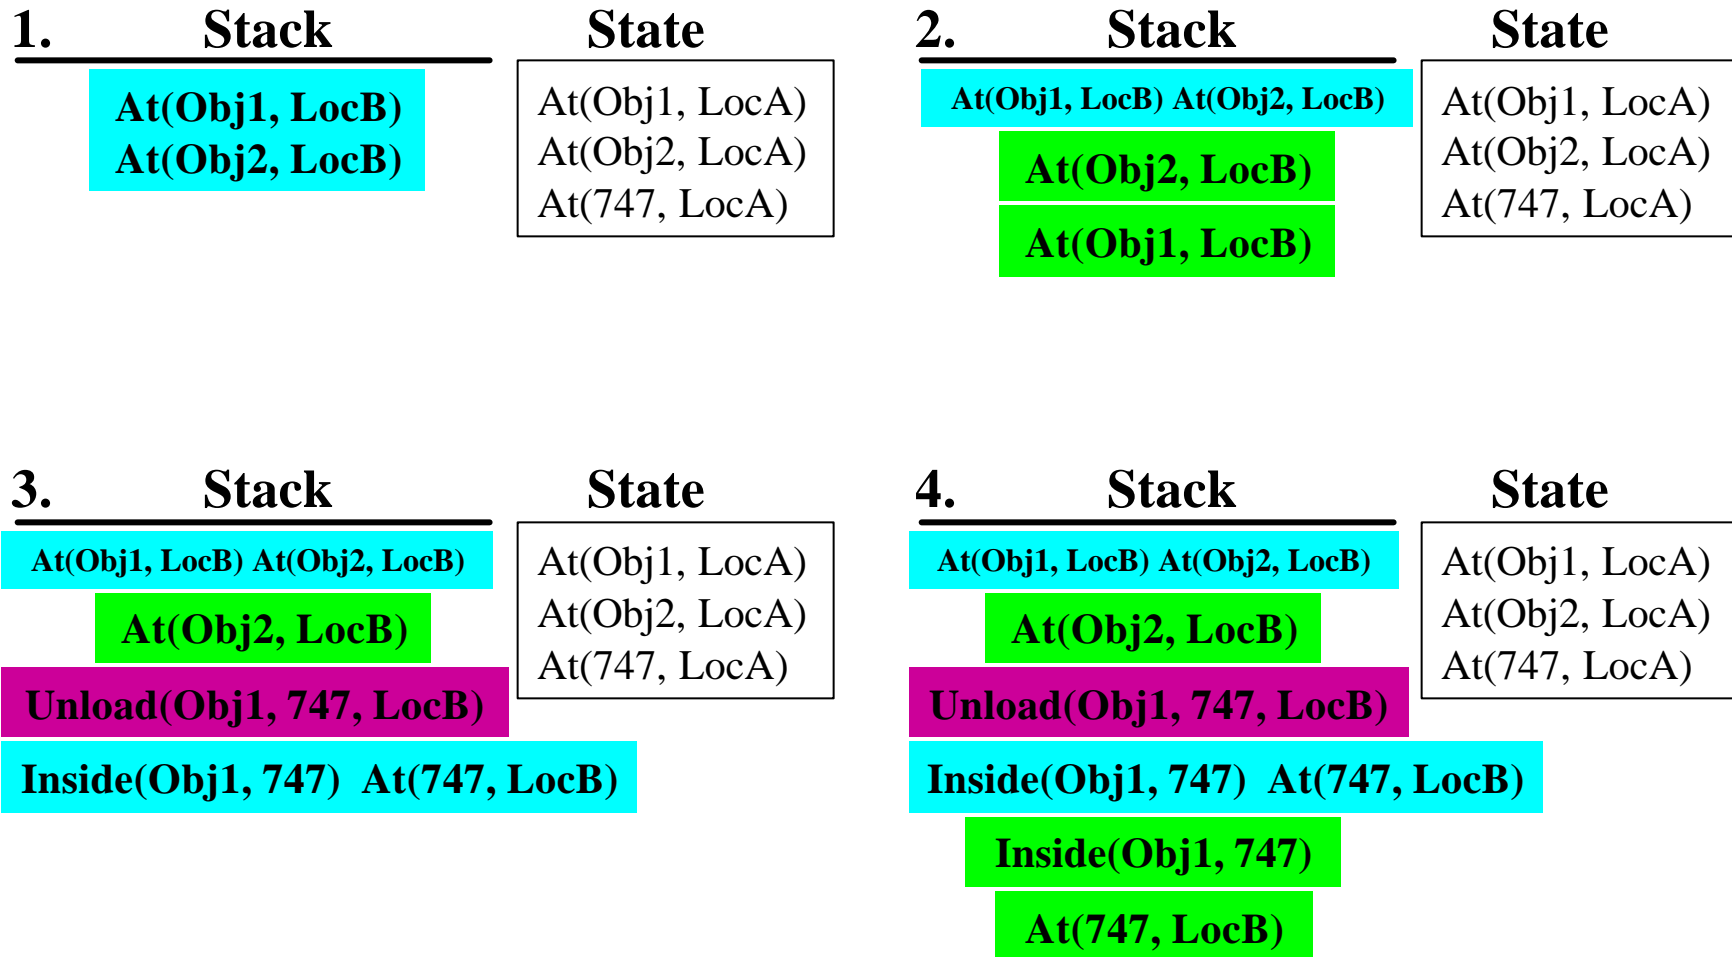 1. Stack State
At(Obj1, LocB)
At(Obj2, LocB)
At(Obj1, LocA)
At(Obj2, LocA)
At(747, LocA)
2. Stack State
At(Obj1, LocB) At(Obj2, LocB)
At(Obj2, LocB)
At(Obj1, LocB)
At(Obj1, LocA)
At(Obj2, LocA)
At(747, LocA)
3. Stack State
At(Obj1, LocB) At(Obj2, LocB)
At(Obj2, LocB)
Unload(Obj1, 747, LocB)
Inside(Obj1, 747) At(747, LocB)
At(Obj1, LocA)
At(Obj2, LocA)
At(747, LocA)
4. Stack State
At(Obj1, LocB) At(Obj2, LocB)
At(Obj2, LocB)
Unload(Obj1, 747, LocB)
Inside(Obj1, 747) At(747, LocB)
Inside(Obj1, 747)
At(747, LocB)
At(Obj1, LocA)
At(Obj2, LocA)
At(747, LocA)